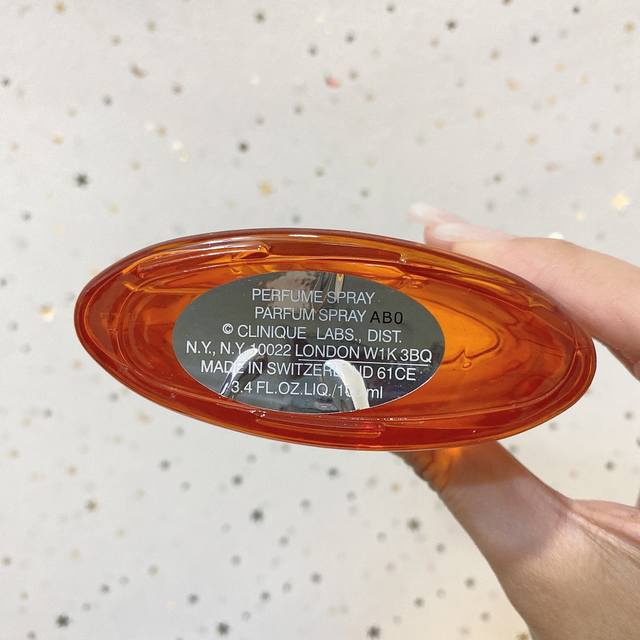 PERFUME SPRAY
PARFUM SPRAY AB0
© CLINIQUE LABS., DIST.
N.Y., N.Y. 10022 LONDON W1K 3BQ
MADE IN SWITZERLAND 61CE
3.4 FL.OZ.LIQ/100ml